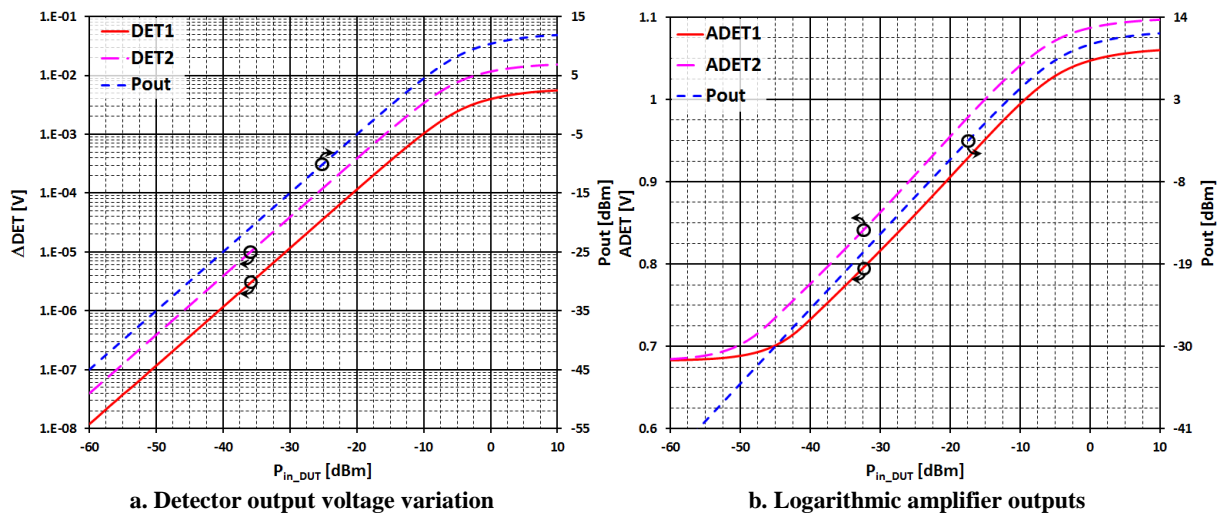 DET1
DET2
Pout
1.E-01
1.E-02
1.E-03
1.E-04
1.E-05
1.E-06
1.E-07
1.E-08
ΔDET [V]
15
5
-5
-15
-25
-35
-45
-55
Pout [dBm]
-60 -50 -40 -30 -20 -10 0 10
P_in_DUT [dBm]
a. Detector output voltage variation
ADET1
ADET2
Pout
1.1
1
0.9
0.8
0.7
0.6
ADET [V]
14
3
-8
-19
-30
-41
Pout [dBm]
-60 -50 -40 -30 -20 -10 0 10
P_in_DUT [dBm]
b. Logarithmic amplifier outputs